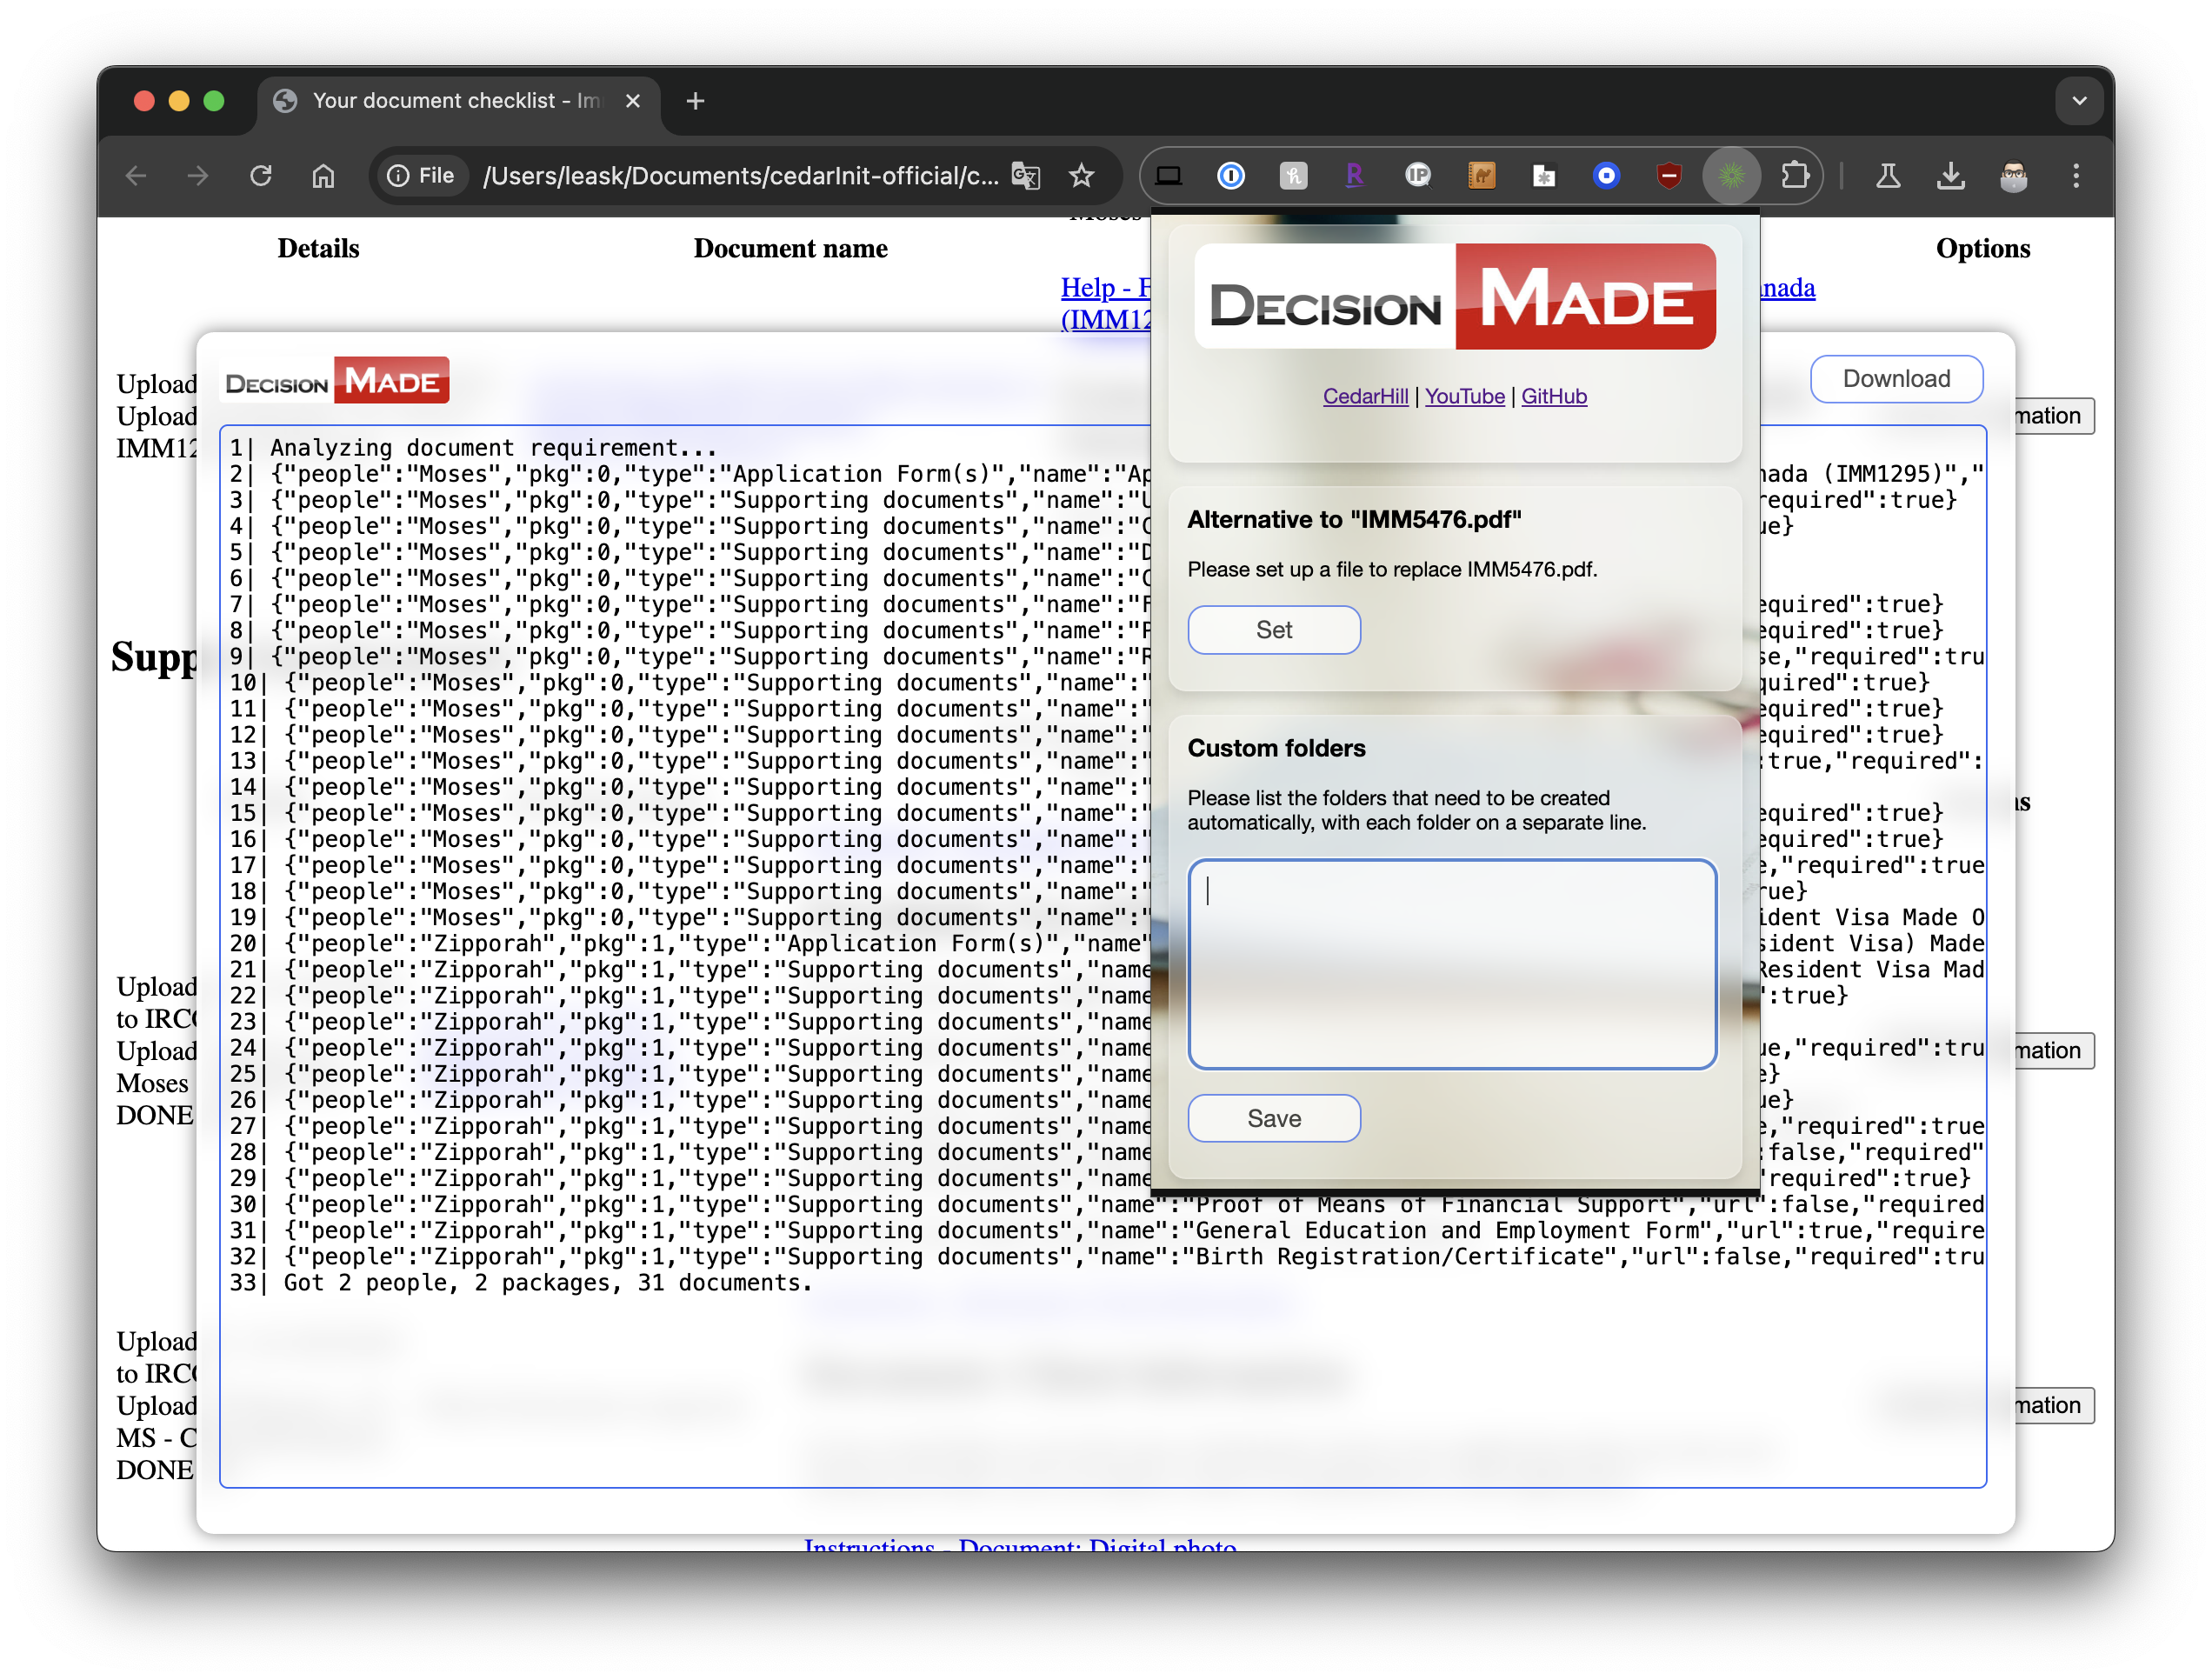 Your document checklist - Im
File
/Users/leask/Documents/cedarInit-official/c...
Details
Document name
Options
Help - F
nada
(IMM12
DECISION MADE
CedarHill | YouTube | GitHub
Alternative to "IMM5476.pdf"
Please set up a file to replace IMM5476.pdf.
Set
Custom folders
Please list the folders that need to be created
automatically, with each folder on a separate line.
Save
DECISION MADE
Download
Upload
Upload
IMM12
mation
Supp
Upload
to IRC
Upload
Moses
DONE
mation
Upload
to IRC
Upload
MS - C
DONE
mation
1| Analyzing document requirement...
2| {"people":"Moses","pkg":0,"type":"Application Form(s)","name":"Ap nada (IMM1295)","
3| {"people":"Moses","pkg":0,"type":"Supporting documents","name":"U required":true}
4| {"people":"Moses","pkg":0,"type":"Supporting documents","name":"C ue}
5| {"people":"Moses","pkg":0,"type":"Supporting documents","name":"D
6| {"people":"Moses","pkg":0,"type":"Supporting documents","name":"C
7| {"people":"Moses","pkg":0,"type":"Supporting documents","name":"F equired":true}
8| {"people":"Moses","pkg":0,"type":"Supporting documents","name":"P equired":true}
9| {"people":"Moses","pkg":0,"type":"Supporting documents","name":"R se,"required":tru
10| {"people":"Moses","pkg":0,"type":"Supporting documents","name":" quired":true}
11| {"people":"Moses","pkg":0,"type":"Supporting documents","name":" equired":true}
12| {"people":"Moses","pkg":0,"type":"Supporting documents","name":" equired":true}
13| {"people":"Moses","pkg":0,"type":"Supporting documents","name":" :true,"required":
14| {"people":"Moses","pkg":0,"type":"Supporting documents","name":"
15| {"people":"Moses","pkg":0,"type":"Supporting documents","name":" equired":true}
16| {"people":"Moses","pkg":0,"type":"Supporting documents","name":" equired":true}
17| {"people":"Moses","pkg":0,"type":"Supporting documents","name":" e,"required":true
18| {"people":"Moses","pkg":0,"type":"Supporting documents","name":" rue}
19| {"people":"Moses","pkg":0,"type":"Supporting documents","name":" ident Visa Made O
20| {"people":"Zipporah","pkg":1,"type":"Application Form(s)","name" sident Visa) Made
21| {"people":"Zipporah","pkg":1,"type":"Supporting documents","name Resident Visa Mad
22| {"people":"Zipporah","pkg":1,"type":"Supporting documents","name ":true}
23| {"people":"Zipporah","pkg":1,"type":"Supporting documents","name
24| {"people":"Zipporah","pkg":1,"type":"Supporting documents","name ue,"required":tru
25| {"people":"Zipporah","pkg":1,"type":"Supporting documents","name e}
26| {"people":"Zipporah","pkg":1,"type":"Supporting documents","name ue}
27| {"people":"Zipporah","pkg":1,"type":"Supporting documents","name e,"required":true
28| {"people":"Zipporah","pkg":1,"type":"Supporting documents","name :false,"required"
29| {"people":"Zipporah","pkg":1,"type":"Supporting documents","name "required":true}
30| {"people":"Zipporah","pkg":1,"type":"Supporting documents","name":"Proof of Means of Financial Support","url":false,"required
31| {"people":"Zipporah","pkg":1,"type":"Supporting documents","name":"General Education and Employment Form","url":true,"require
32| {"people":"Zipporah","pkg":1,"type":"Supporting documents","name":"Birth Registration/Certificate","url":false,"required":tru
33| Got 2 people, 2 packages, 31 documents.
Instructions - Document: Digital photo